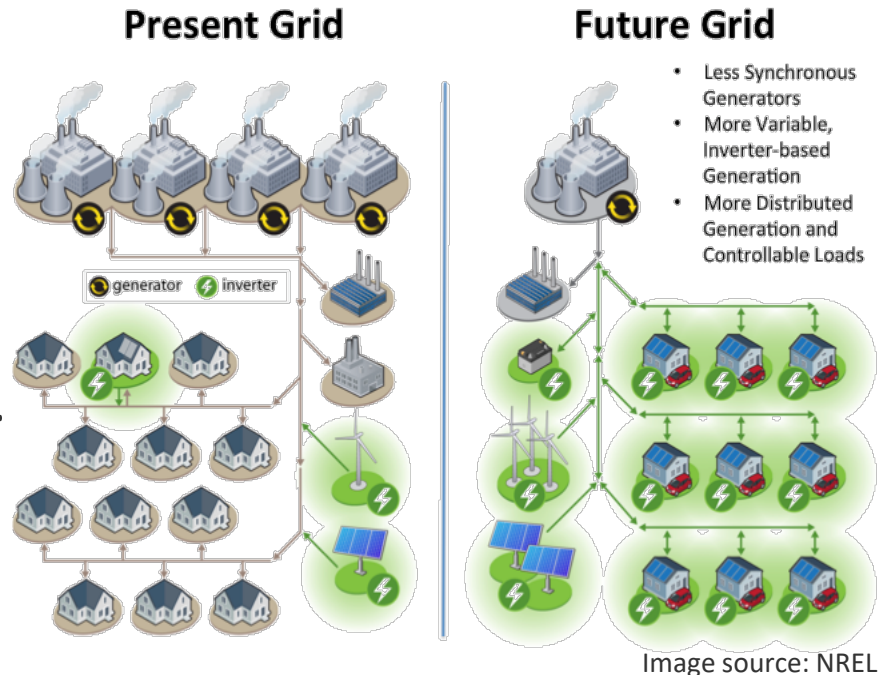 Present Grid
generator
inverter
Future Grid
• Less Synchronous
Generators
• More Variable,
Inverter-based
Generation
• More Distributed
Generation and
Controllable Loads
Image source: NREL